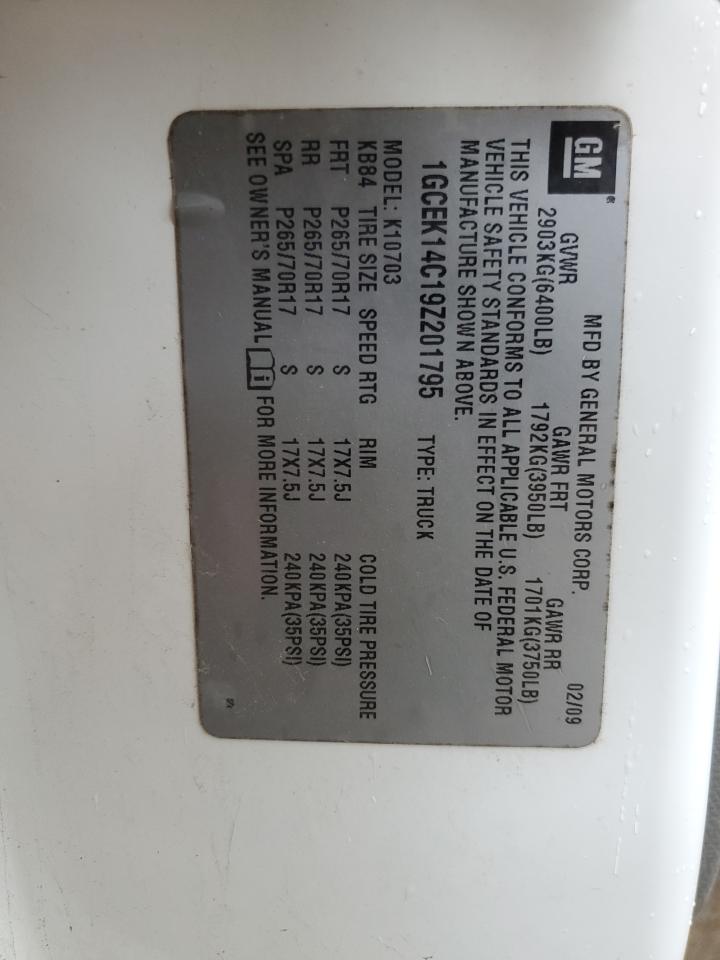 GM
MFD BY GENERAL MOTORS CORP. 02/09
GVWR GAWR FRT GAWR RR
2903KG(6400LB) 1792KG(3950LB) 1701KG(3750LB)
THIS VEHICLE CONFORMS TO ALL APPLICABLE U.S. FEDERAL MOTOR
VEHICLE SAFETY STANDARDS IN EFFECT ON THE DATE OF
MANUFACTURE SHOWN ABOVE.
1GCEK14C19Z201795 TYPE: TRUCK
MODEL: K10703
KB84 TIRE SIZE SPEED RTG RIM COLD TIRE PRESSURE
FRT P265/70R17 S 17X7.5J 240KPA(35PSI)
RR P265/70R17 S 17X7.5J 240KPA(35PSI)
SPA P265/70R17 S 17X7.5J 240KPA(35PSI)
SEE OWNER'S MANUAL FOR MORE INFORMATION.